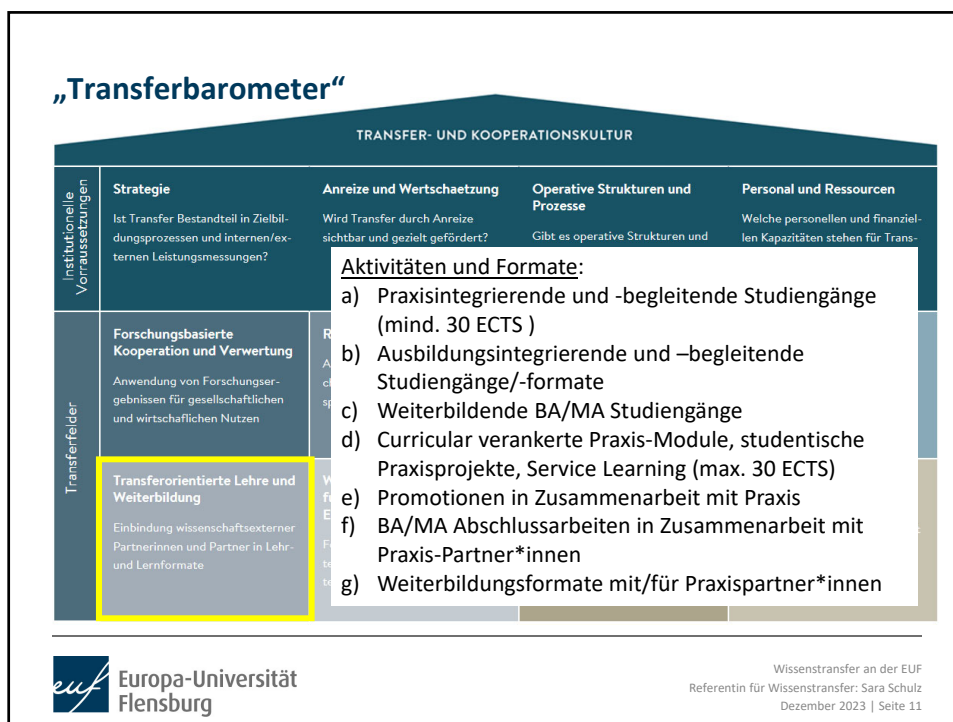 „Transferbarometer“
TRANSFER- UND KOOPERATIONSKULTUR
Institutionelle
Vorraussetzungen
Strategie
Ist Transfer Bestandteil in Zielbil-
dungsprozessen und internen/ex-
ternen Leistungsmessungen?
Anreize und Wertschaetzung
Wird Transfer durch Anreize
sichtbar und gezielt gefördert?
Operative Strukturen und
Prozesse
Gibt es operative Strukturen und
Personal und Ressourcen
Welche personellen und finanziel-
len Kapazitäten stehen für Trans-
Transferfelder
Forschungsbasierte
Kooperation und Verwertung
Anwendung von Forschungser-
gebnissen für gesellschaftlichen
und wirtschaflichen Nutzen
Transferorientierte Lehre und
Weiterbildung
Einbindung wissenschaftsexterner
Partnerinnen und Partner in Lehr-
und Lernformate
Aktivitäten und Formate:
a) Praxisintegrierende und -begleitende Studiengänge
(mind. 30 ECTS )
b) Ausbildungsintegrierende und –begleitende
Studiengänge/-formate
c) Weiterbildende BA/MA Studiengänge
d) Curricular verankerte Praxis-Module, studentische
Praxisprojekte, Service Learning (max. 30 ECTS)
e) Promotionen in Zusammenarbeit mit Praxis
f) BA/MA Abschlussarbeiten in Zusammenarbeit mit
Praxis-Partner*innen
g) Weiterbildungsformate mit/für Praxispartner*innen
euf
Europa-Universität
Flensburg
Wissenstransfer an der EUF
Referentin für Wissenstransfer: Sara Schulz
Dezember 2023 | Seite 11